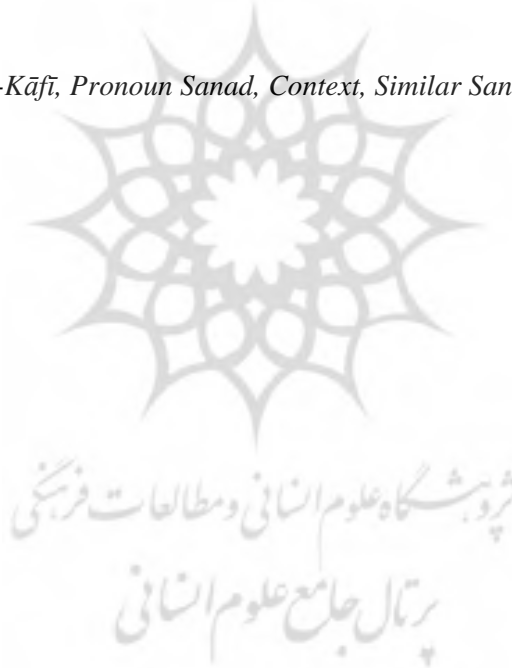 -Kāfī, Pronoun Sanad, Context, Similar San
پژوهشگاه علوم انسانی و مطالعات فرهنگی
پرتال جامع علوم انسانی